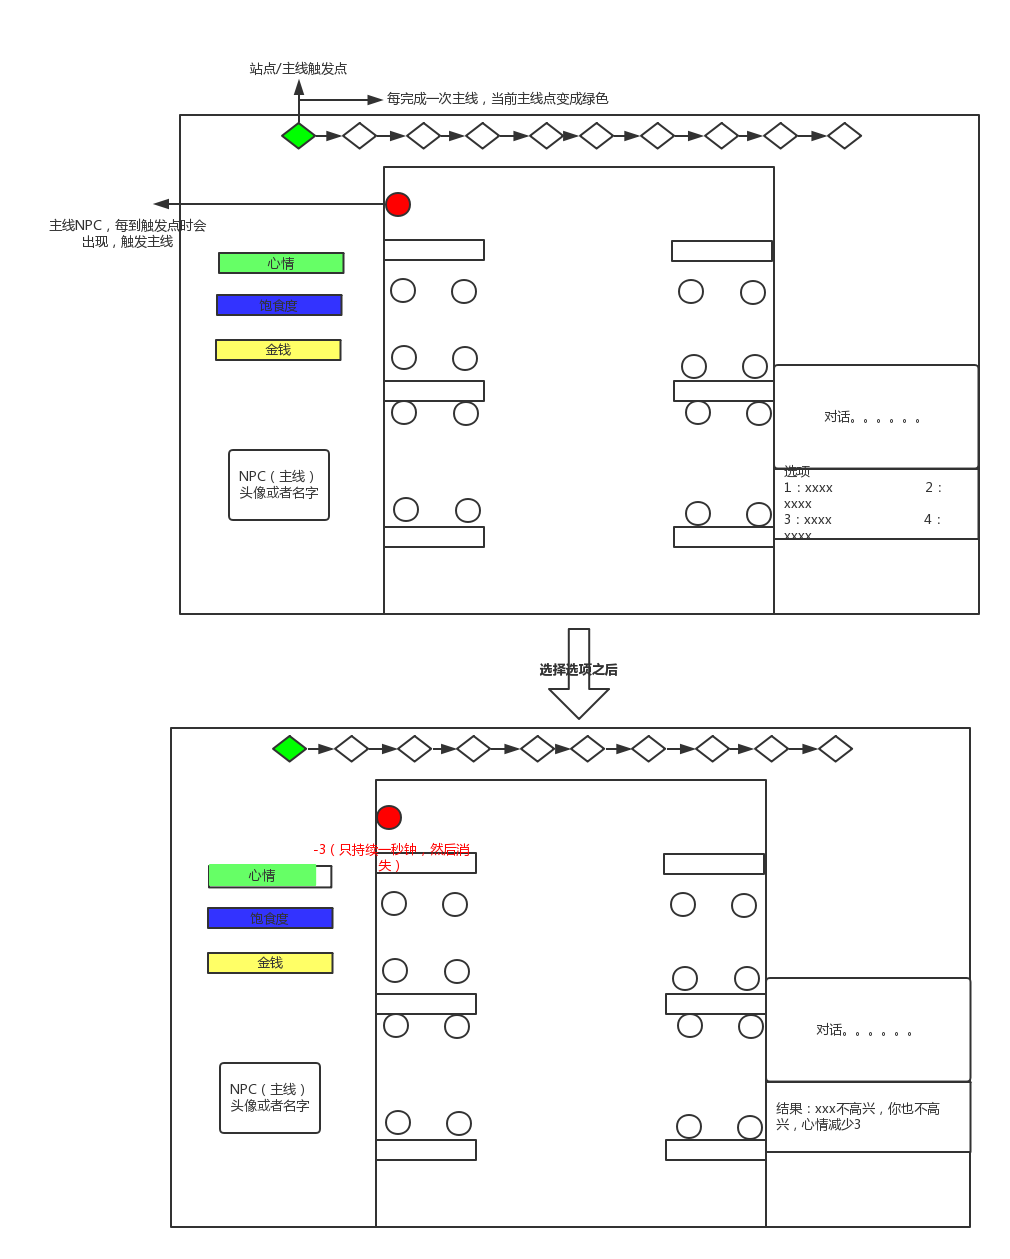 站点/主线触发点
每完成一次主线，当前主线点变成绿色
主线NPC，每到触发点时会
出现，触发主线
心情
饱食度
金钱
NPC（主线）
头像或者名字
对话。。。。。。
选项
1：xxxx 2：
xxxx
3：xxxx 4：
xxxx
选择选项之后
-3（只持续一秒钟，然后消
失）
心情
饱食度
金钱
NPC（主线）
头像或者名字
对话。。。。。。
结果：xxx不高兴，你也不高
兴，心情减少3